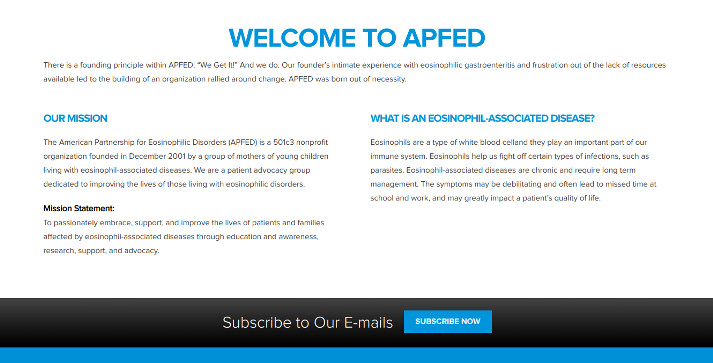 WELCOME TO APFED
There is a founding principle within APFED: “We Get It!” And we do. Our founder's intimate experience with eosinophilic gastroenteritis and frustration out of the lack of resources
available led to the building of an organization rallied around change. APFED was born out of necessity.
OUR MISSION
The American Partnership for Eosinophilic Disorders (APFED) is a 501c3 nonprofit
organization founded in December 2001 by a group of mothers of young children
living with eosinophil-associated diseases. We are a patient advocacy group
dedicated to improving the lives of those living with eosinophilic disorders.
Mission Statement:
To passionately embrace, support, and improve the lives of patients and families
affected by eosinophil-associated diseases through education and awareness,
research, support, and advocacy.
WHAT IS AN EOSINOPHIL-ASSOCIATED DISEASE?
Eosinophils are a type of white blood celland they play an important part of our
immune system. Eosinophils help us fight off certain types of infections, such as
parasites. Eosinophil-associated diseases are chronic and require long term
management. The symptoms may be debilitating and often lead to missed time at
school and work, and may greatly impact a patient's quality of life.
Subscribe to Our E-mails
SUBSCRIBE NOW